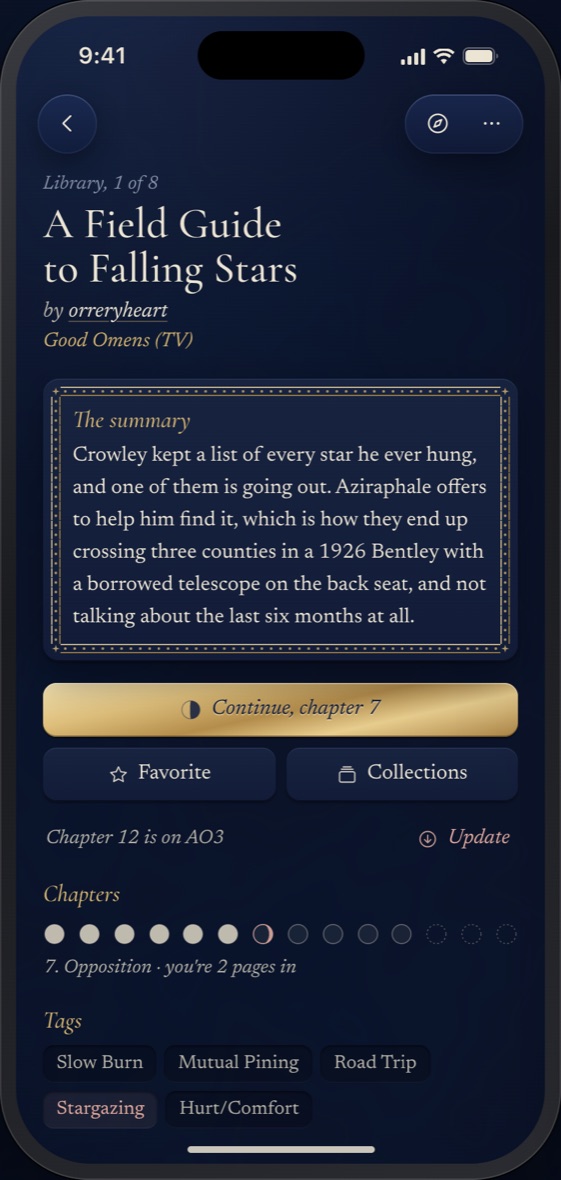 9:41
Library, 1 of 8
A Field Guide
to Falling Stars
by orreryheart
Good Omens (TV)
The summary
Crowley kept a list of every star he ever hung,
and one of them is going out. Aziraphale offers
to help him find it, which is how they end up
crossing three counties in a 1926 Bentley with
a borrowed telescope on the back seat, and not
talking about the last six months at all.
Continue, chapter 7
Favorite
Collections
Chapter 12 is on AO3
Update
Chapters
7. Opposition · you're 2 pages in
Tags
Slow Burn
Mutual Pining
Road Trip
Stargazing
Hurt/Comfort